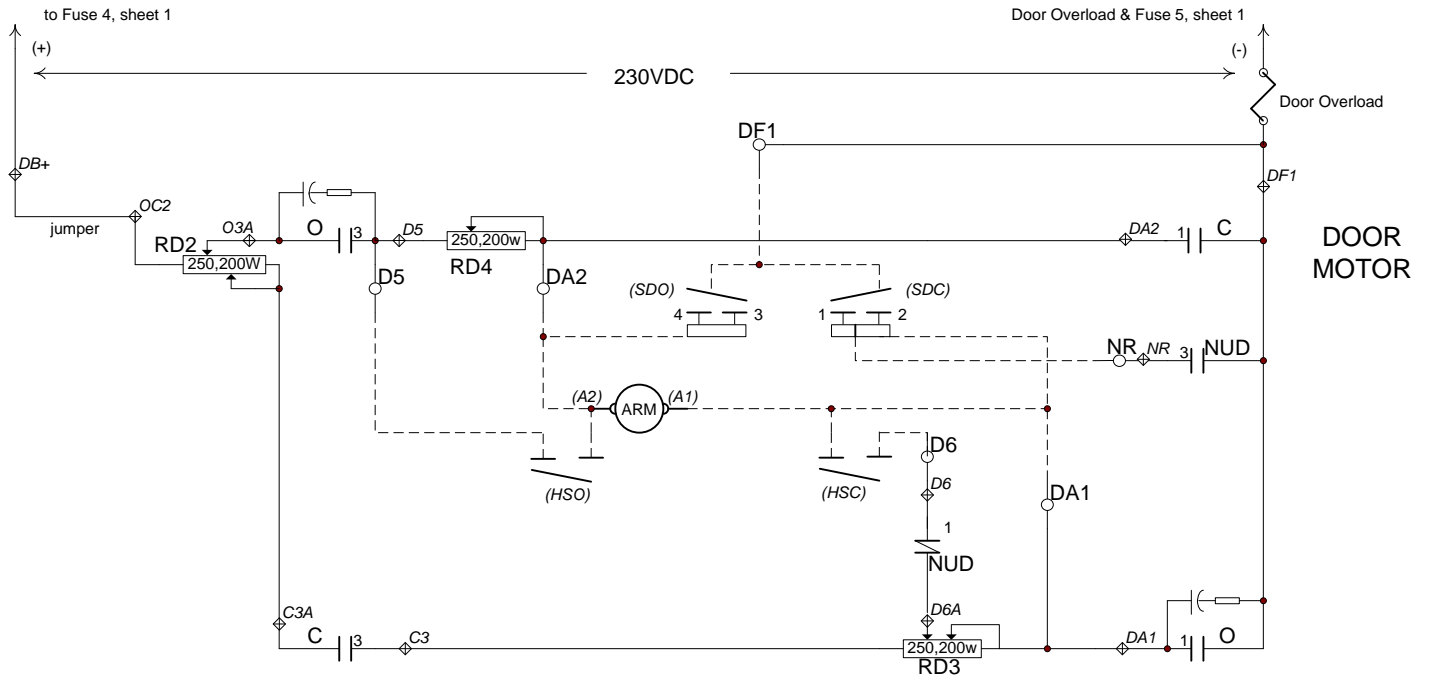 to Fuse 4, sheet 1
Door Overload & Fuse 5, sheet 1
(+)
(-)
230VDC
Door Overload
DF1
DB+
DF1
OC2
jumper
O3A
O
3
D5
DA2
1
C
RD2
250,200W
250,200w
RD4
DOOR
MOTOR
D5
DA2
(SDO)
(SDC)
4
3
1
2
NR
NR
3
NUD
(A2)
ARM
(A1)
D6
(HSO)
(HSC)
D6
DA1
1
NUD
C3A
D6A
C
3
C3
250,200w
RD3
DA1
1
O